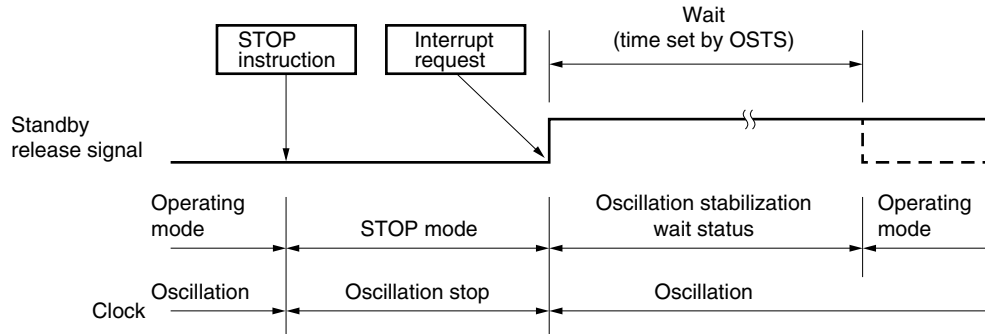 Wait
(time set by OSTS)
STOP
instruction
Interrupt
request
Standby
release signal
Operating
mode
STOP mode
Oscillation stabilization
wait status
Operating
mode
Clock
Oscillation
Oscillation stop
Oscillation